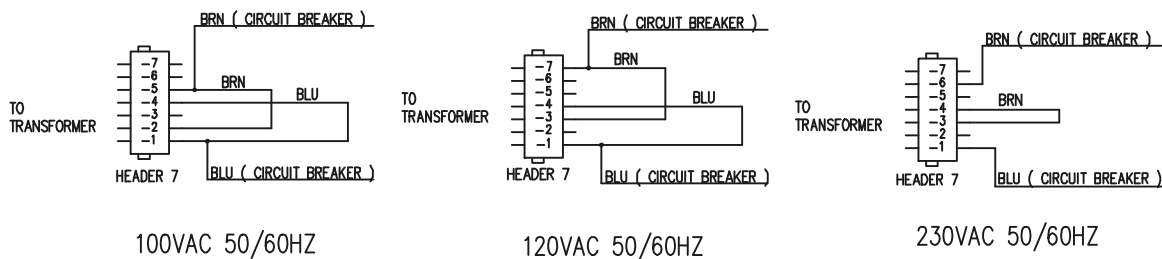 BRN ( CIRCUIT BREAKER )
-7
-6
-5
-4
-3
-2
-1
BRN
BLU
TO
TRANSFORMER
HEADER 7
BLU ( CIRCUIT BREAKER )
100VAC 50/60HZ
BRN ( CIRCUIT BREAKER )
-7
-6
-5
-4
-3
-2
-1
BRN
BLU
TO
TRANSFORMER
HEADER 7
BLU ( CIRCUIT BREAKER )
120VAC 50/60HZ
BRN ( CIRCUIT BREAKER )
-7
-6
-5
-4
-3
-2
-1
BRN
TO
TRANSFORMER
HEADER 7
BLU ( CIRCUIT BREAKER )
230VAC 50/60HZ